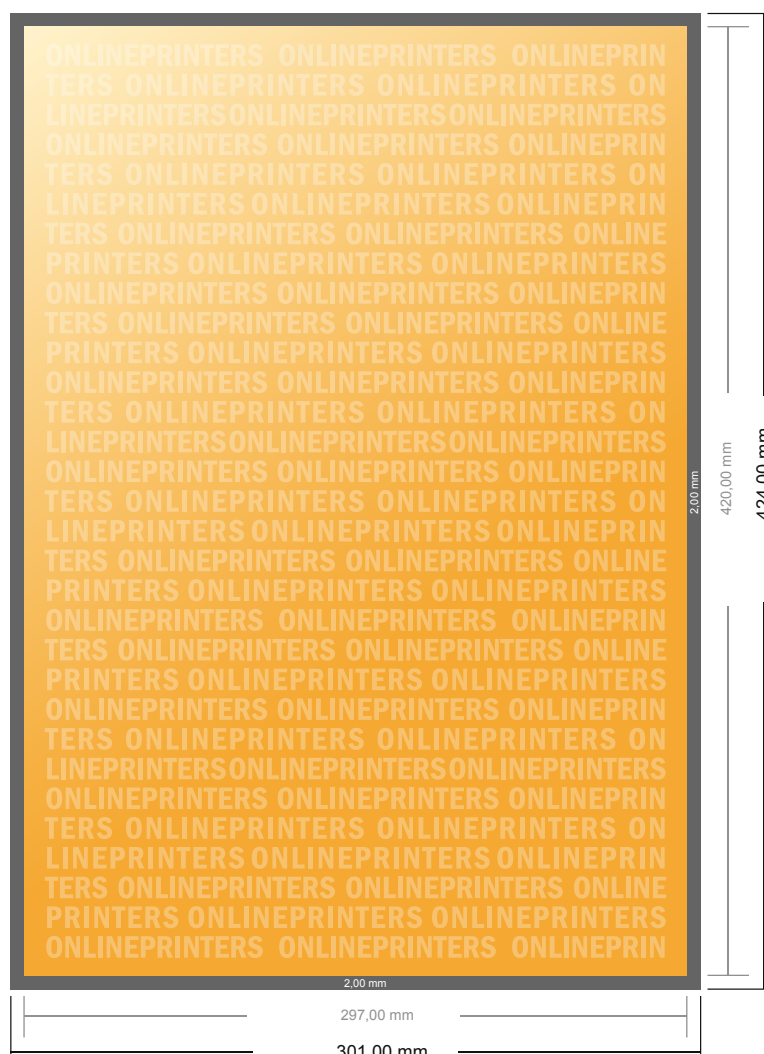 ONLINEPRINTERS ONLINEPRINTERS ONLINEPRIN
TERS ONLINEPRINTERS ONLINEPRINTERS ON
LINEPRINTERSONLINEPRINTERSONLINEPRINTERS
ONLINEPRINTERS ONLINEPRINTERS ONLINEPRIN
TERS ONLINEPRINTERS ONLINEPRINTERS ON
LINEPRINTERS ONLINEPRINTERS ONLINEPRIN
TERS ONLINEPRINTERS ONLINEPRINTERS ONLINE
PRINTERS ONLINEPRINTERS ONLINEPRINTERS
ONLINEPRINTERS ONLINEPRINTERS ONLINEPRIN
TERS ONLINEPRINTERS ONLINEPRINTERS ONLINE
PRINTERS ONLINEPRINTERS ONLINEPRINTERS
ONLINEPRINTERS ONLINEPRINTERS ONLINEPRIN
TERS ONLINEPRINTERS ONLINEPRINTERS ON
LINEPRINTERSONLINEPRINTERSONLINEPRINTERS
ONLINEPRINTERS ONLINEPRINTERS ONLINEPRIN
TERS ONLINEPRINTERS ONLINEPRINTERS ON
LINEPRINTERS ONLINEPRINTERS ONLINEPRIN
TERS ONLINEPRINTERS ONLINEPRINTERS ONLINE
PRINTERS ONLINEPRINTERS ONLINEPRINTERS
ONLINEPRINTERS ONLINEPRINTERS ONLINEPRIN
TERS ONLINEPRINTERS ONLINEPRINTERS ONLINE
PRINTERS ONLINEPRINTERS ONLINEPRINTERS
ONLINEPRINTERS ONLINEPRINTERS ONLINEPRIN
TERS ONLINEPRINTERS ONLINEPRINTERS ON
LINEPRINTERSONLINEPRINTERSONLINEPRINTERS
ONLINEPRINTERS ONLINEPRINTERS ONLINEPRIN
TERS ONLINEPRINTERS ONLINEPRINTERS ON
LINEPRINTERS ONLINEPRINTERS ONLINEPRIN
TERS ONLINEPRINTERS ONLINEPRINTERS ONLINE
PRINTERS ONLINEPRINTERS ONLINEPRINTERS
ONLINEPRINTERS ONLINEPRINTERS ONLINEPRIN
2,00 mm
420,00 mm
424,00 mm
2,00 mm
297,00 mm
301,00 mm